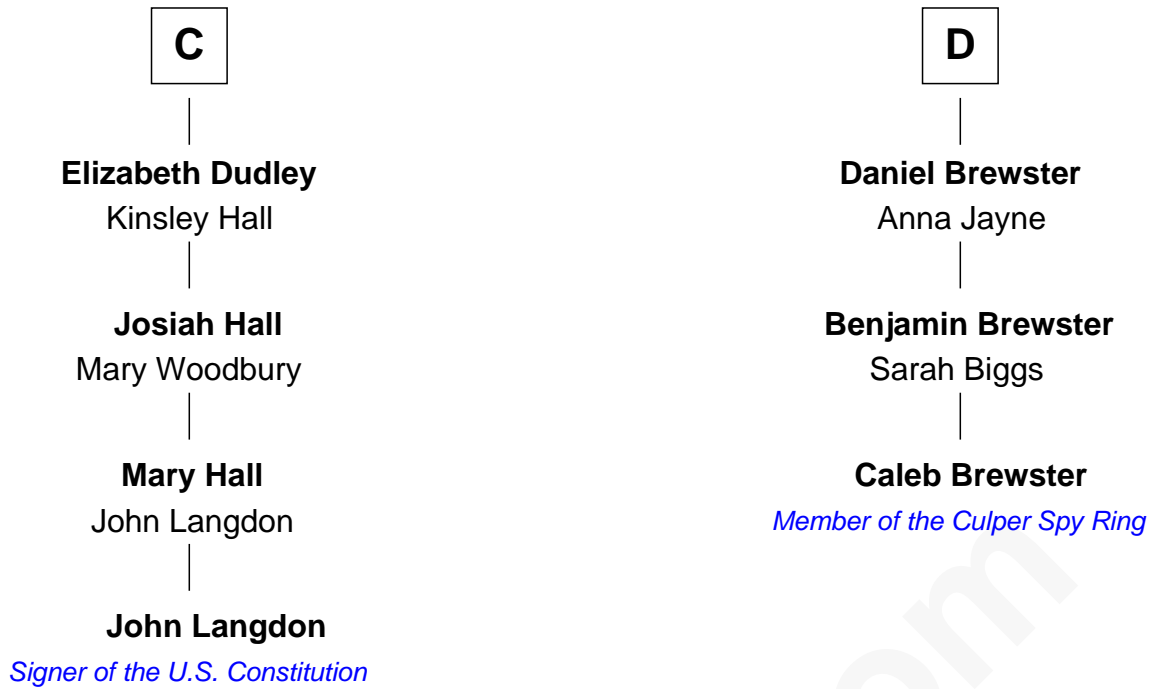 C
Elizabeth Dudley
Kinsley Hall
Josiah Hall
Mary Woodbury
Mary Hall
John Langdon
John Langdon
Signer of the U.S. Constitution
D
Daniel Brewster
Anna Jayne
Benjamin Brewster
Sarah Biggs
Caleb Brewster
Member of the Culper Spy Ring
om